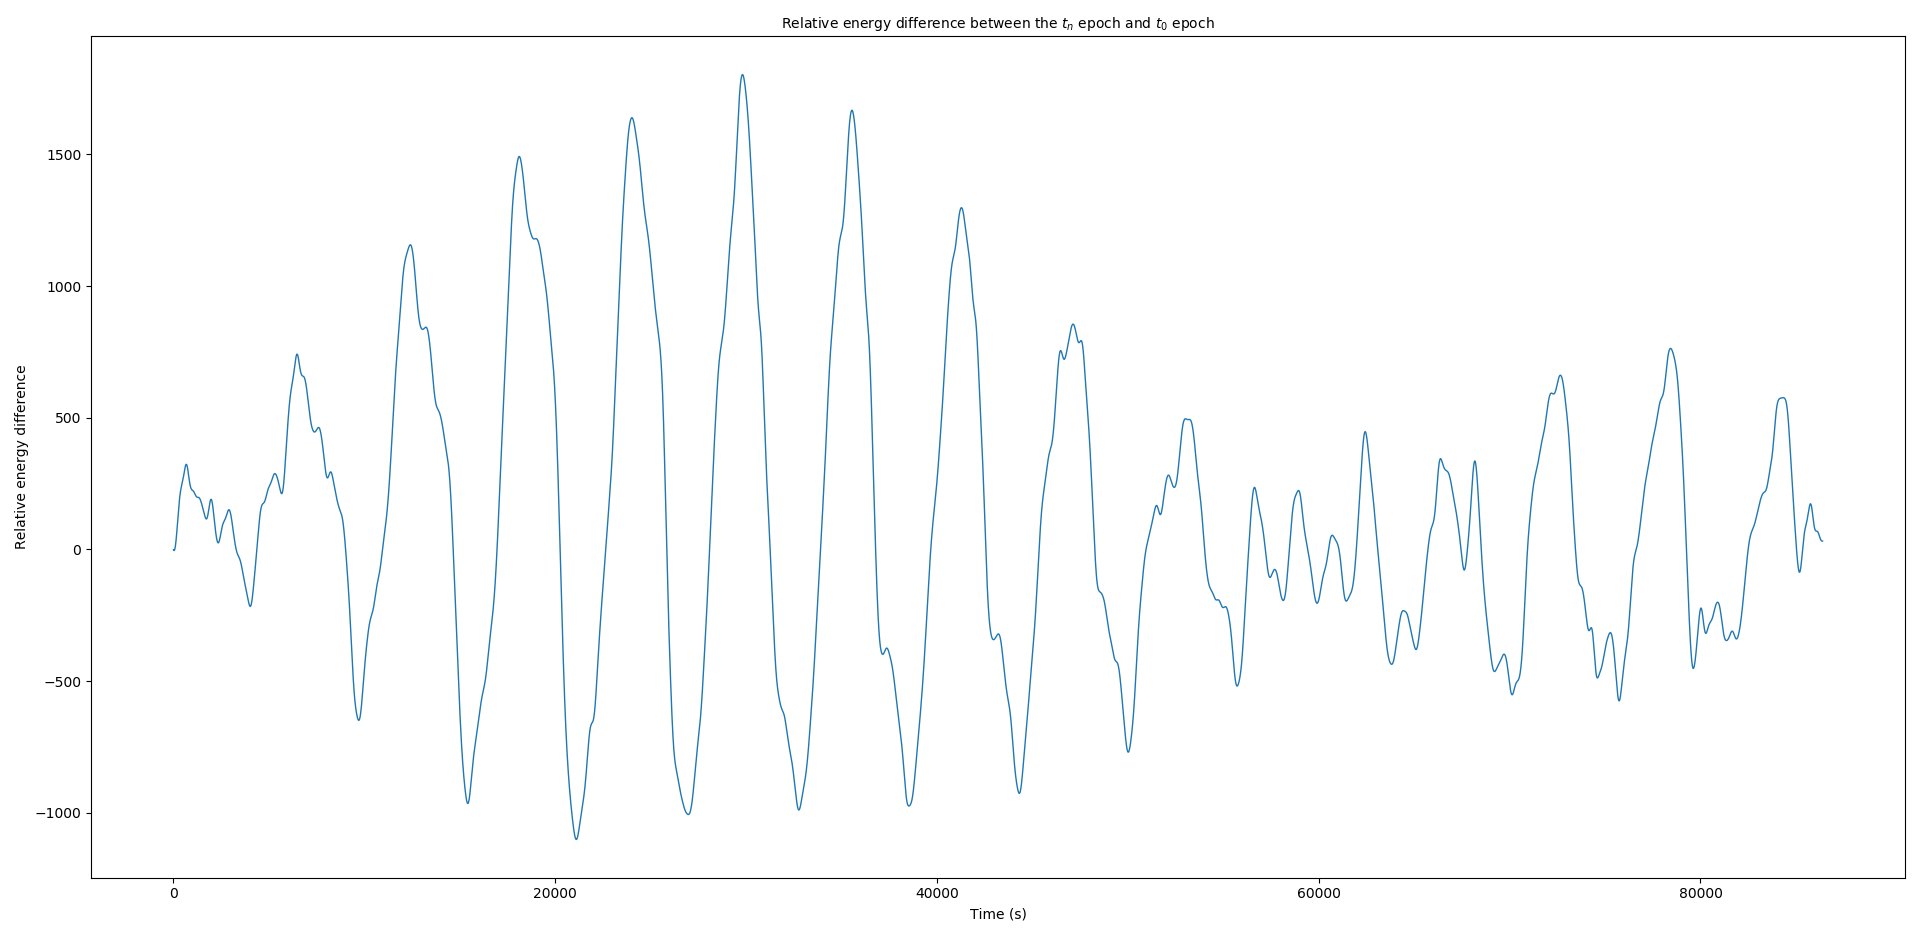 Relative energy difference between the tₙ epoch and t₀ epoch
Relative energy difference
1500
1000
500
0
−500
−1000
0 20000 40000 60000 80000
Time (s)